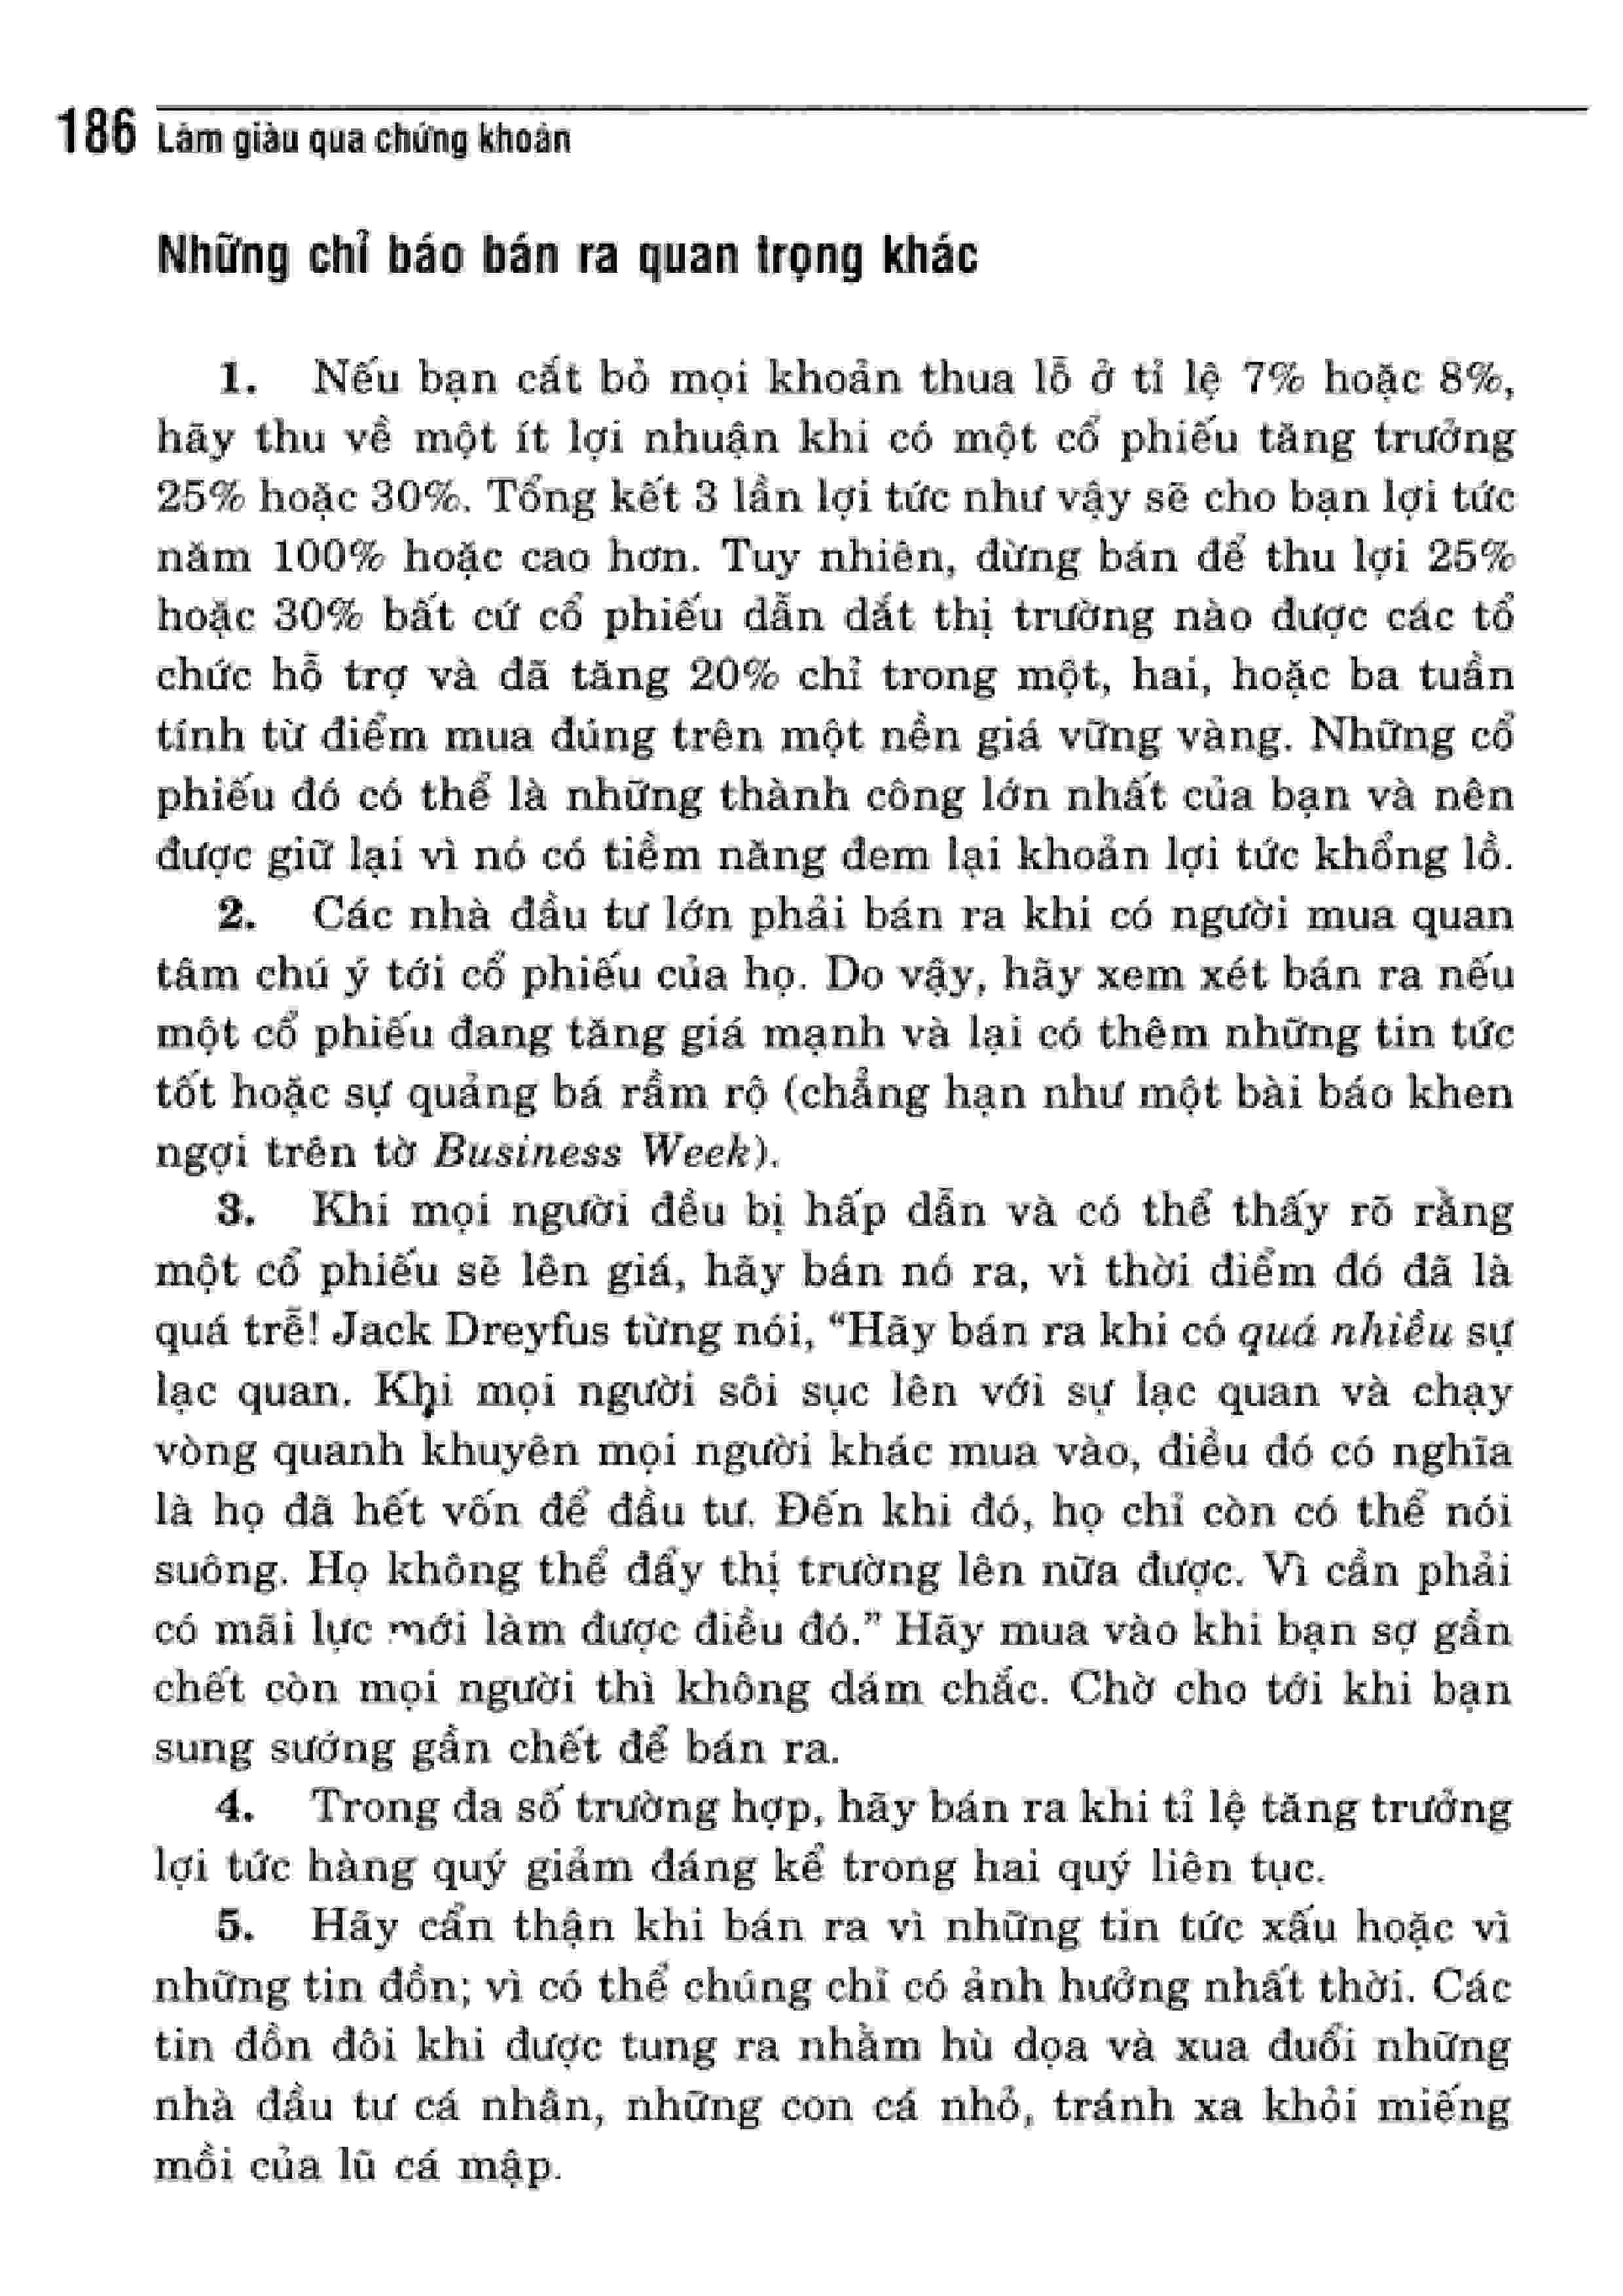 186 Làm giàu qua chứng khoán
Những chỉ báo bán ra quan trọng khác
1. Nếu bạn cắt bỏ mọi khoản thua lỗ ở tỉ lệ 7% hoặc 8%,
hãy thu về một ít lợi nhuận khi có một cổ phiếu tăng trưởng
25% hoặc 30%. Tổng kết 3 lần lợi tức như vậy sẽ cho bạn lợi tức
năm 100% hoặc cao hơn. Tuy nhiên, đừng bán để thu lợi 25%
hoặc 30% bất cứ cổ phiếu dẫn dắt thị trường nào được các tổ
chức hỗ trợ và đã tăng 20% chỉ trong một, hai, hoặc ba tuần
tính từ điểm mua đúng trên một nền giá vững vàng. Những cổ
phiếu đó có thể là những thành công lớn nhất của bạn và nên
được giữ lại vì nó có tiềm năng đem lại khoản lợi tức khổng lồ.
2. Các nhà đầu tư lớn phải bán ra khi có người mua quan
tâm chú ý tới cổ phiếu của họ. Do vậy, hãy xem xét bán ra nếu
một cổ phiếu đang tăng giá mạnh và lại có thêm những tin tức
tốt hoặc sự quảng bá rầm rộ (chẳng hạn như một bài báo khen
ngợi trên tờ Business Week).
3. Khi mọi người đều bị hấp dẫn và có thể thấy rõ rằng
một cổ phiếu sẽ lên giá, hãy bán nó ra, vì thời điểm đó đã là
quá trễ! Jack Dreyfus từng nói, “Hãy bán ra khi có quá nhiều sự
lạc quan. Khi mọi người sôi sục lên với sự lạc quan và chạy
vòng quanh khuyên mọi người khác mua vào, điều đó có nghĩa
là họ đã hết vốn để đầu tư. Đến khi đó, họ chỉ còn có thể nói
suông. Họ không thể đẩy thị trường lên nữa được. Vì cần phải
có mãi lực mới làm được điều đó.” Hãy mua vào khi bạn sợ gần
chết còn mọi người thì không dám chắc. Chờ cho tới khi bạn
sung sướng gần chết để bán ra.
4. Trong đa số trường hợp, hãy bán ra khi tỉ lệ tăng trưởng
lợi tức hàng quý giảm đáng kể trong hai quý liên tục.
5. Hãy cẩn thận khi bán ra vì những tin tức xấu hoặc vì
những tin đồn; vì có thể chúng chỉ có ảnh hưởng nhất thời. Các
tin đồn đôi khi được tung ra nhằm hù dọa và xua đuổi những
nhà đầu tư cá nhân, những con cá nhỏ, tránh xa khỏi miếng
mồi của lũ cá mập.